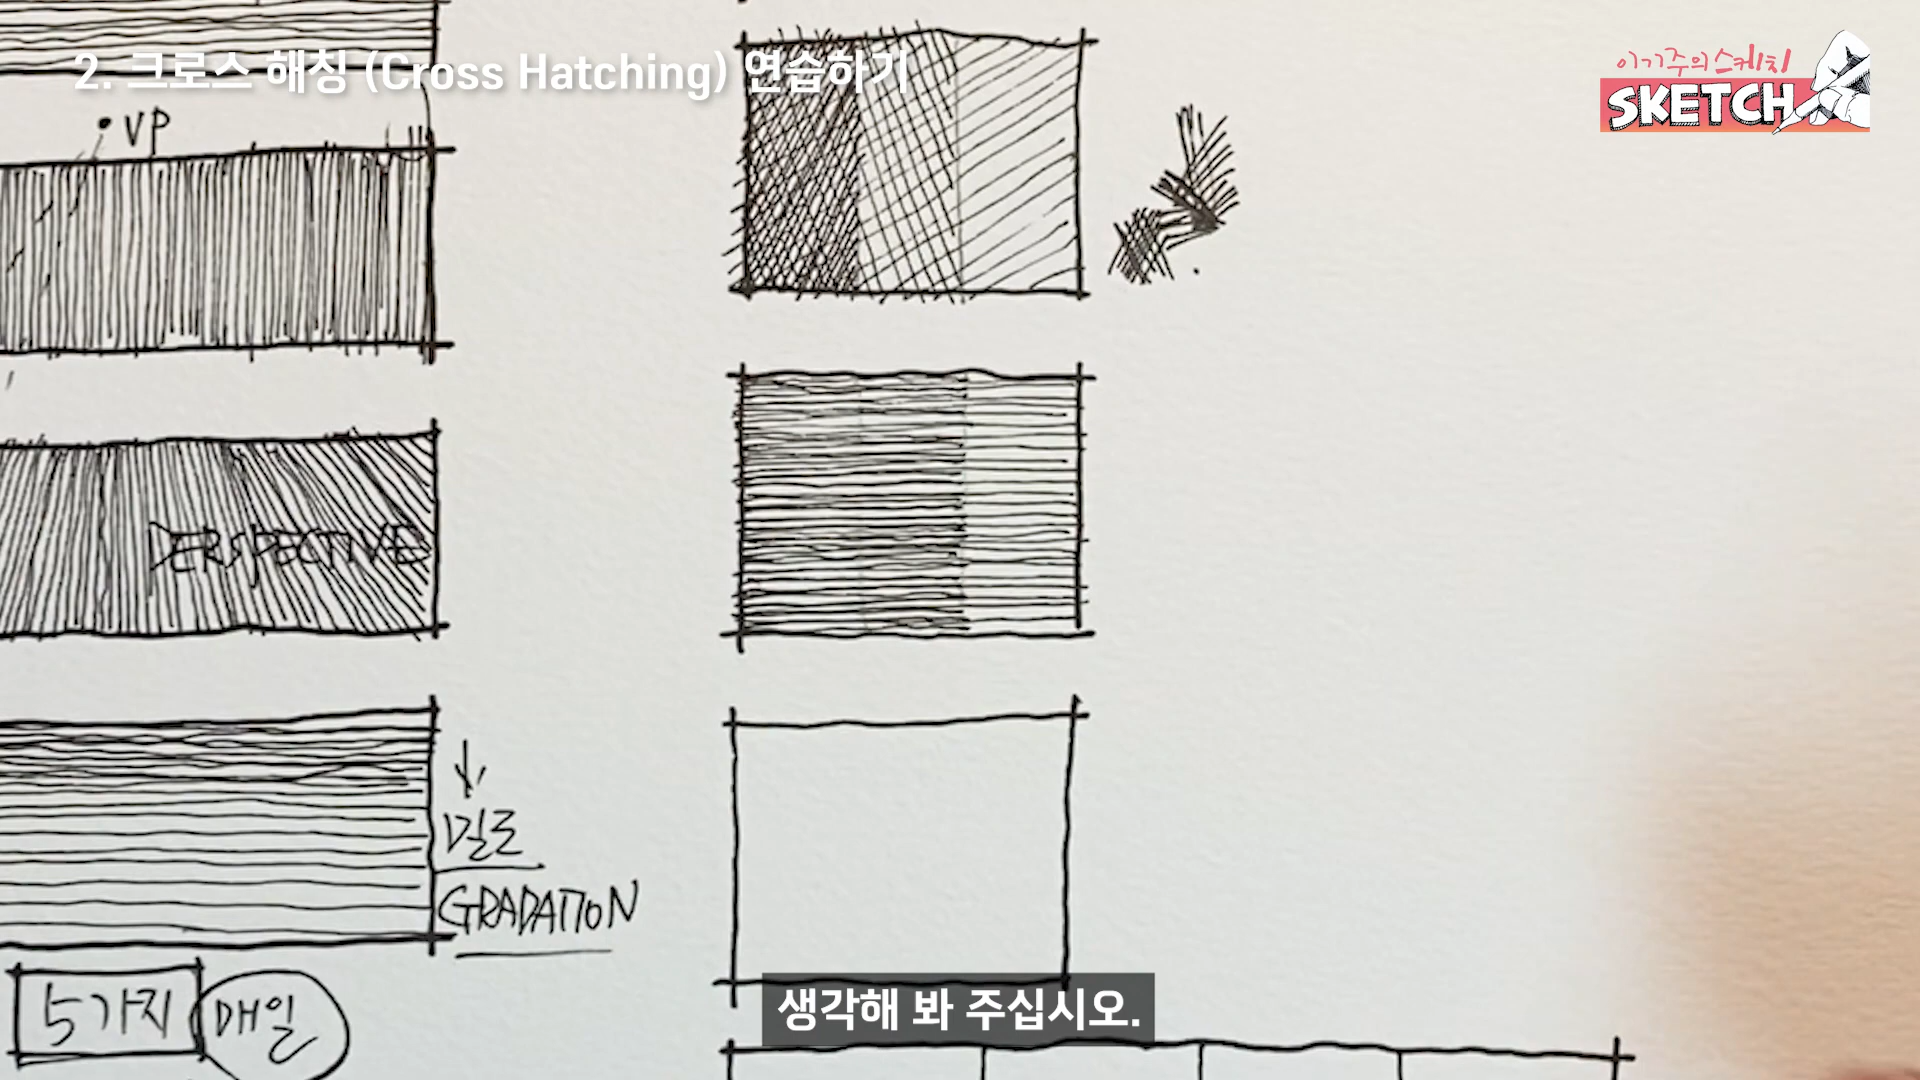 2. 크로스 해칭 (Cross Hatching) 연습하기
이기주의 스케치
SKETCH
VP
PERSPECTIVE
밀도
GRADATION
5가지 매일
생각해 봐 주십시오.